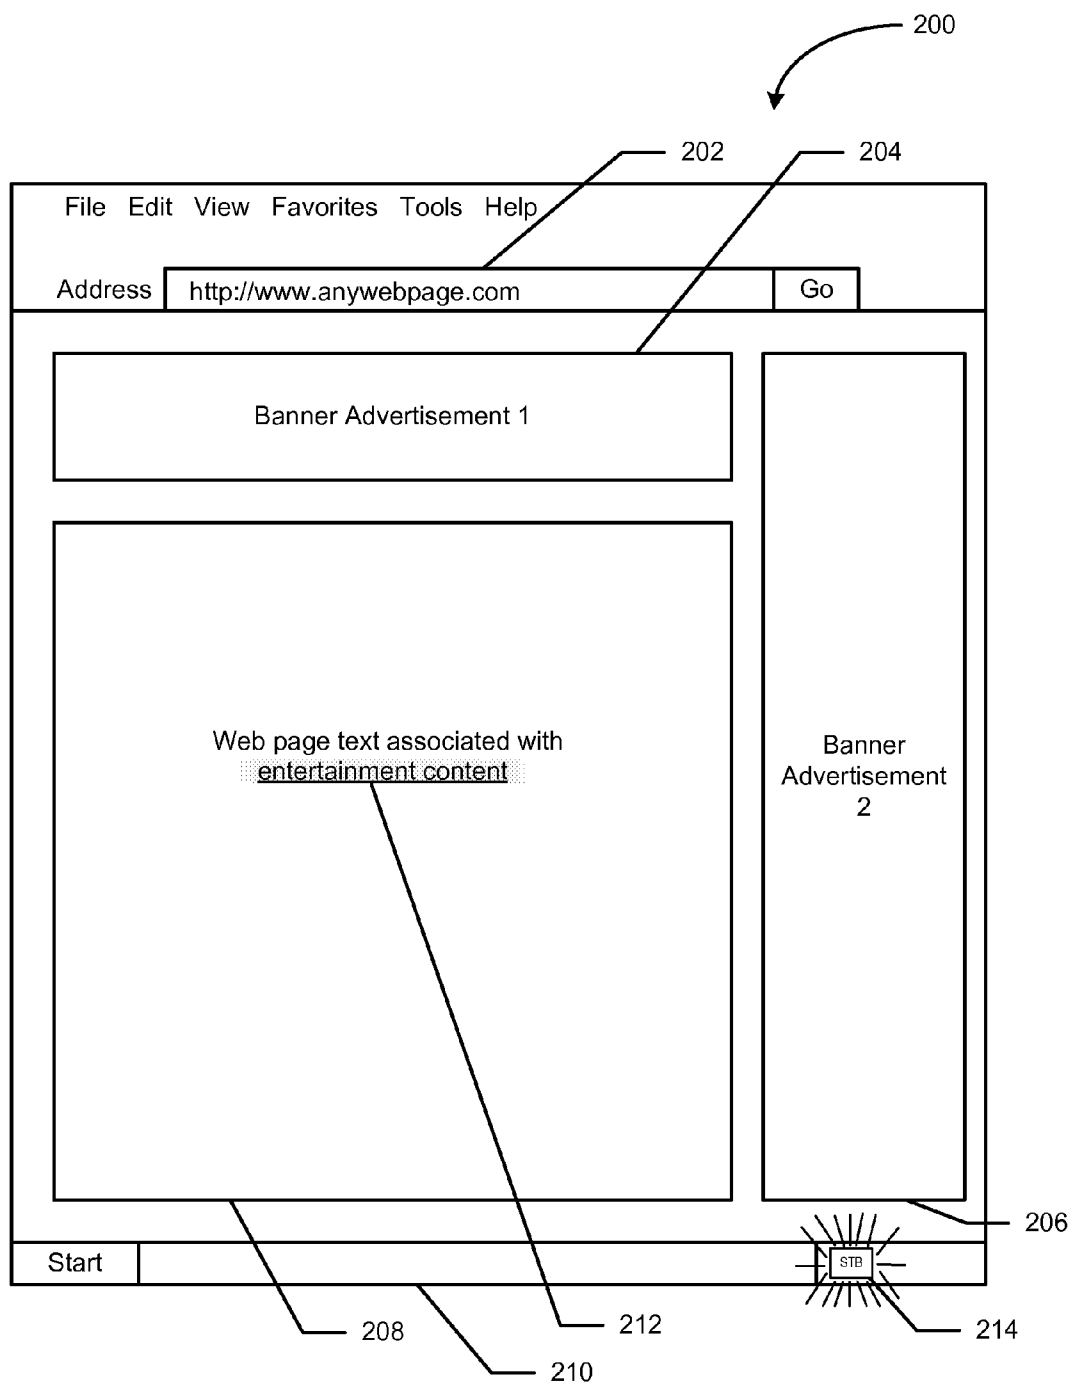 200
202
204
File Edit View Favorites Tools Help
Address http://www.anywebpage.com Go
Banner Advertisement 1
Web page text associated with
entertainment content
Banner
Advertisement
2
206
Start
STB
208
212
214
210